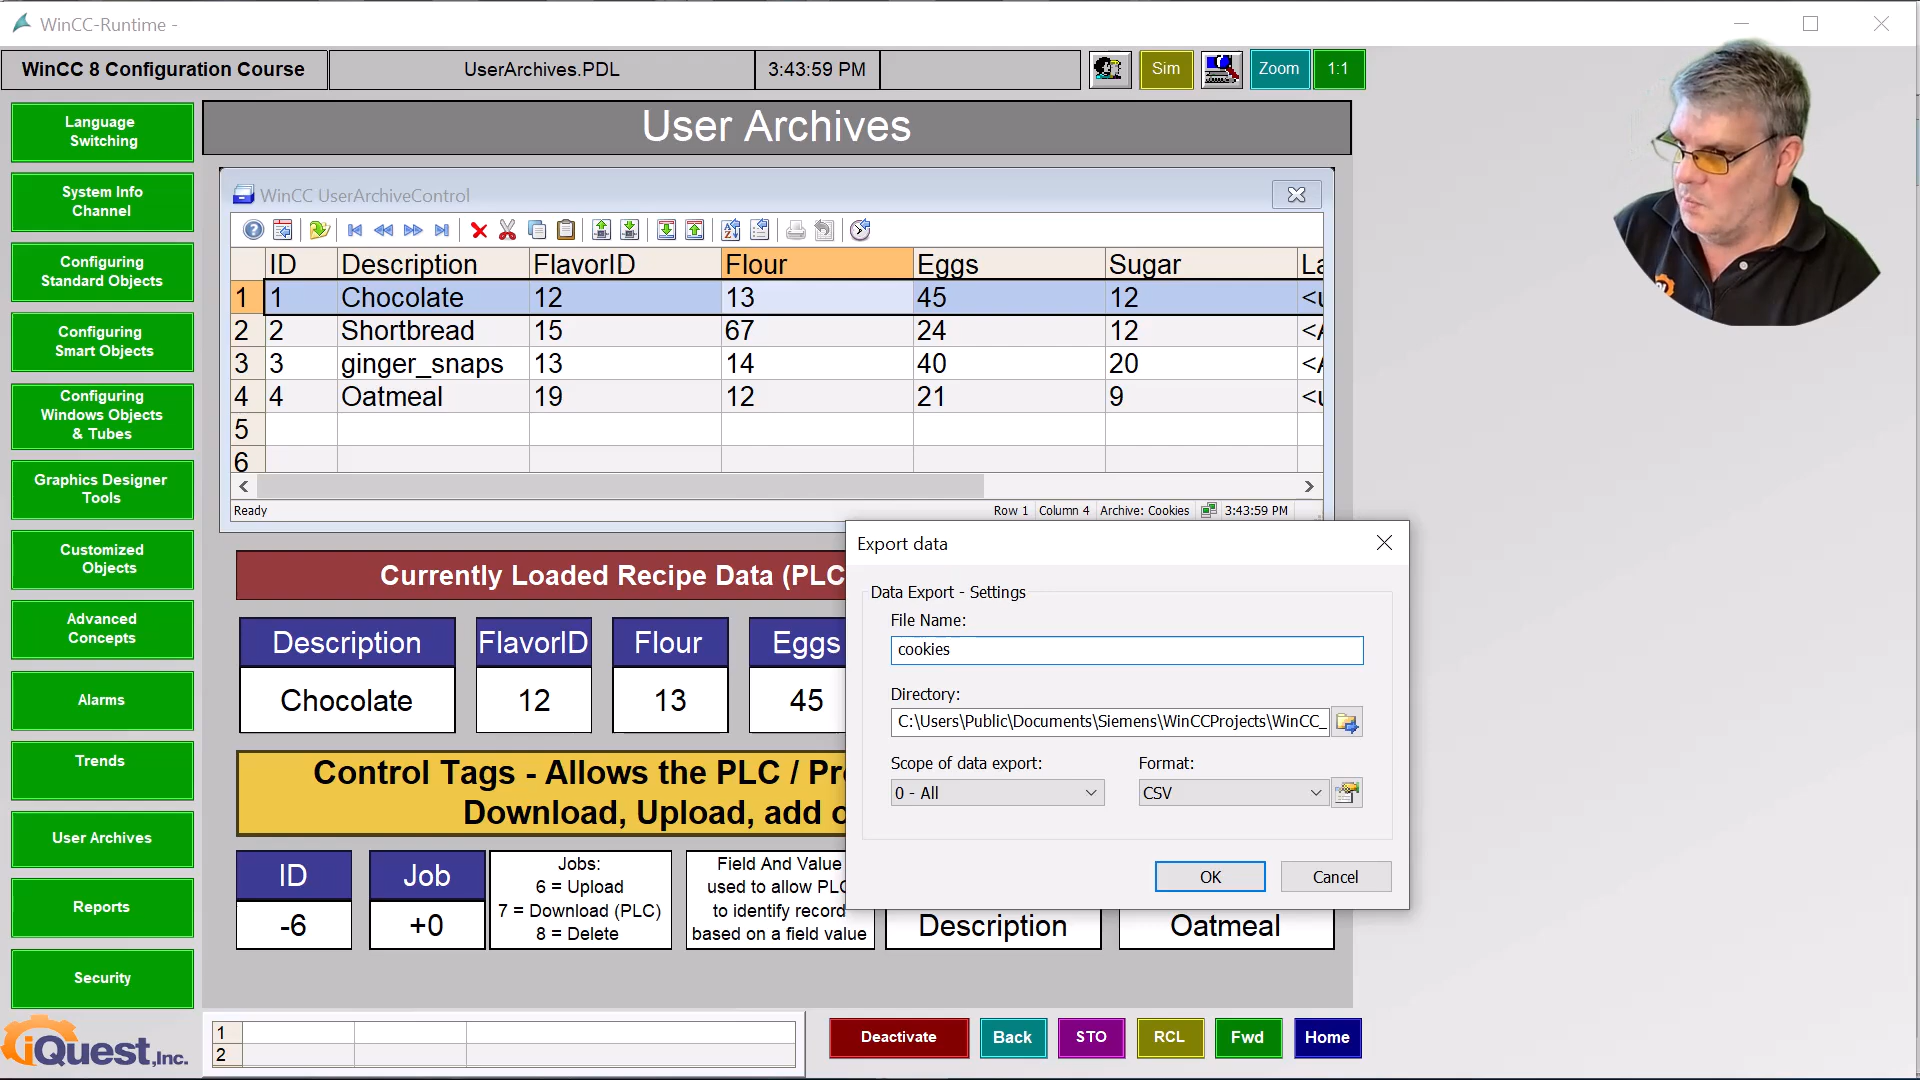 WinCC-Runtime -
WinCC 8 Configuration Course
UserArchives.PDL
3:43:59 PM
Sim
Zoom
1:1
Language
Switching
System Info
Channel
Configuring
Standard Objects
Configuring
Smart Objects
Configuring
Windows Objects
& Tubes
Graphics Designer
Tools
Customized
Objects
Advanced
Concepts
Alarms
Trends
User Archives
Reports
Security
iQuest, Inc.
User Archives
WinCC UserArchiveControl
ID Description FlavorID Flour Eggs Sugar La
1 1 Chocolate 12 13 45 12 <u
2 2 Shortbread 15 67 24 12 <A
3 3 ginger_snaps 13 14 40 20 <A
4 4 Oatmeal 19 12 21 9 <u
5
6
Ready
Row 1 Column 4 Archive: Cookies 3:43:59 PM
Currently Loaded Recipe Data (PLC
Description FlavorID Flour Eggs
Chocolate 12 13 45
Control Tags - Allows the PLC / Pr
Download, Upload, add o
ID
-6
Job
+0
Jobs:
6 = Upload
7 = Download (PLC)
8 = Delete
Field And Value
used to allow PLC
to identify record
based on a field value
Description
Oatmeal
Export data
Data Export - Settings
File Name:
cookies
Directory:
C:\Users\Public\Documents\Siemens\WinCCProjects\WinCC_
Scope of data export:
0 - All
Format:
CSV
OK
Cancel
1
2
Deactivate
Back
STO
RCL
Fwd
Home